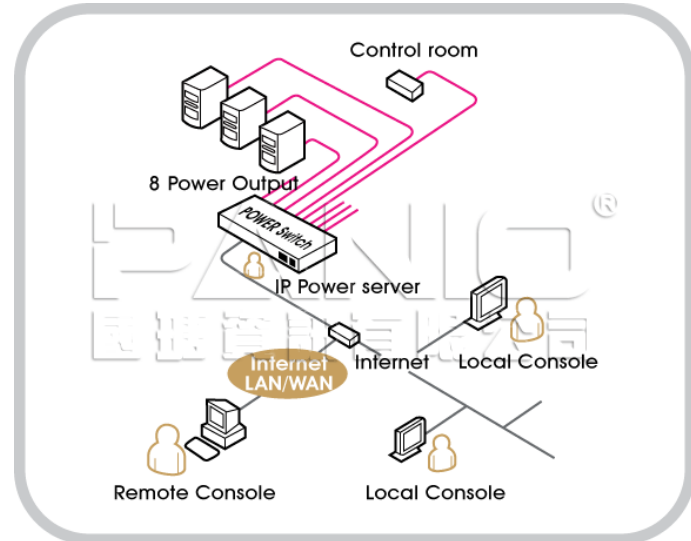 Control room
8 Power Output
POWER Switch
PANO®
IP Power server
Internet
Local Console
Internet
LAN/WAN
Remote Console
Local Console